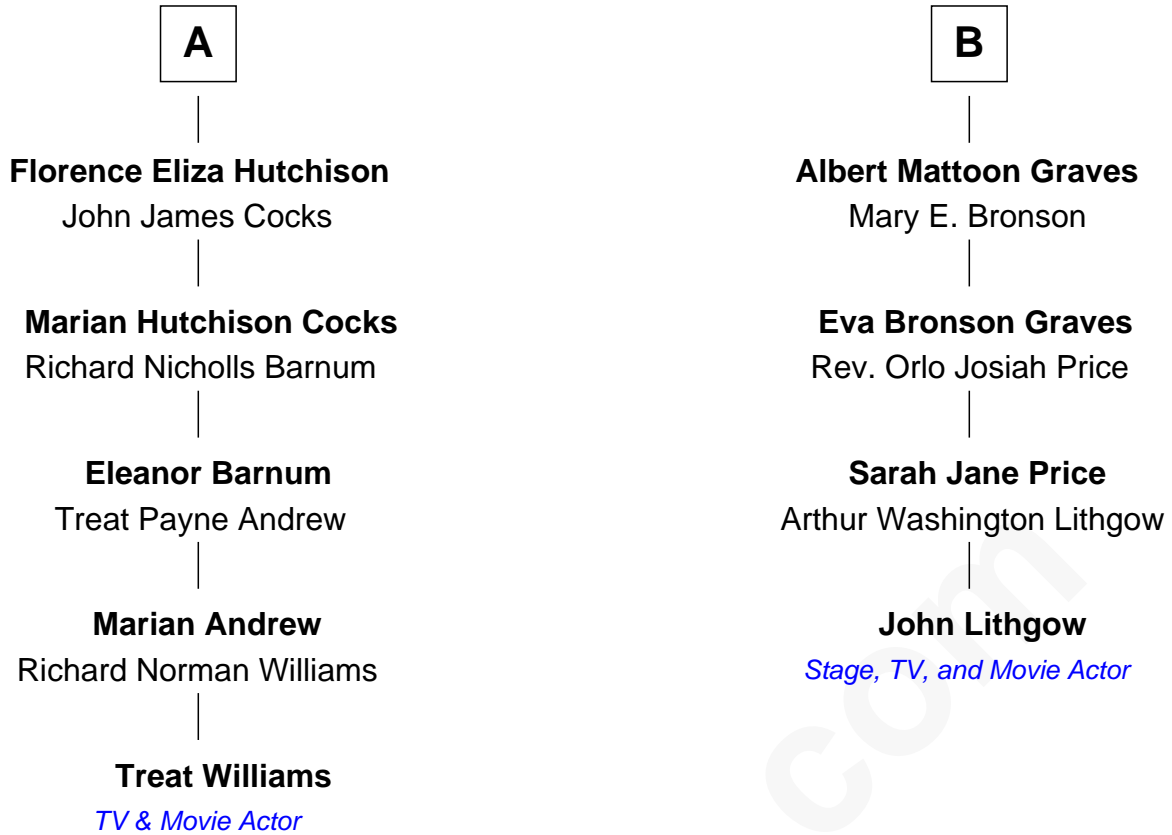 A
Florence Eliza Hutchison
John James Cocks
Marian Hutchison Cocks
Richard Nicholls Barnum
Eleanor Barnum
Treat Payne Andrew
Marian Andrew
Richard Norman Williams
Treat Williams
TV & Movie Actor
B
Albert Mattoon Graves
Mary E. Bronson
Eva Bronson Graves
Rev. Orlo Josiah Price
Sarah Jane Price
Arthur Washington Lithgow
John Lithgow
Stage, TV, and Movie Actor
com